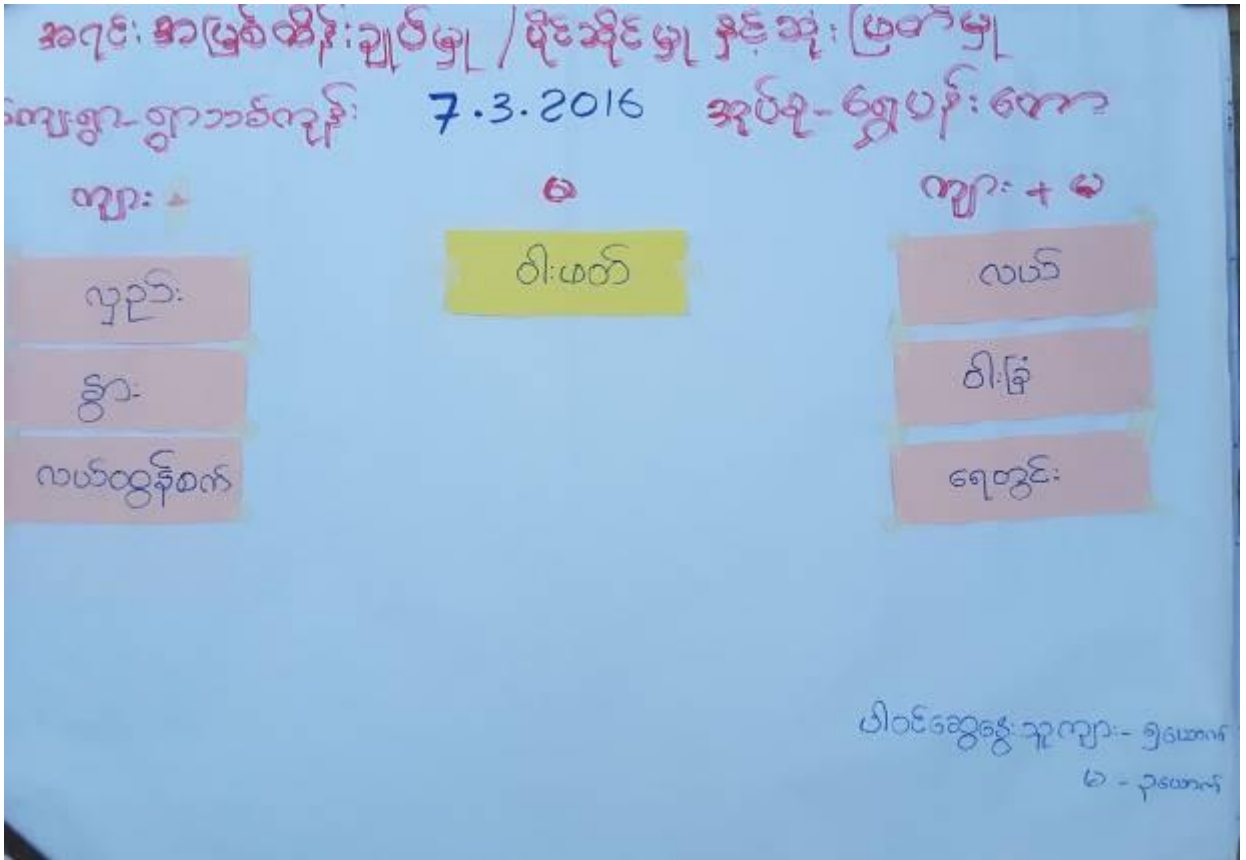 အရင်းအမြစ်ထိန်းချုပ်မှု / ပိုင်ဆိုင်မှု နှင့်ဆုံးဖြတ်မှု
ကျေးရွာ-ရွာသစ်ကုန်း 7.3.2016 အုပ်စု-ရွှေပန်းတော
ကျား မ ကျား + မ
လှည်း ဝါးဖတ် လယ်
နွား ဝါးခြံ
လယ်ထွန်စက် ရေတွင်း
ပါဝင်ဆွေးနွေးသူကျား- ၅ယောက်
မ - ၃ယောက်